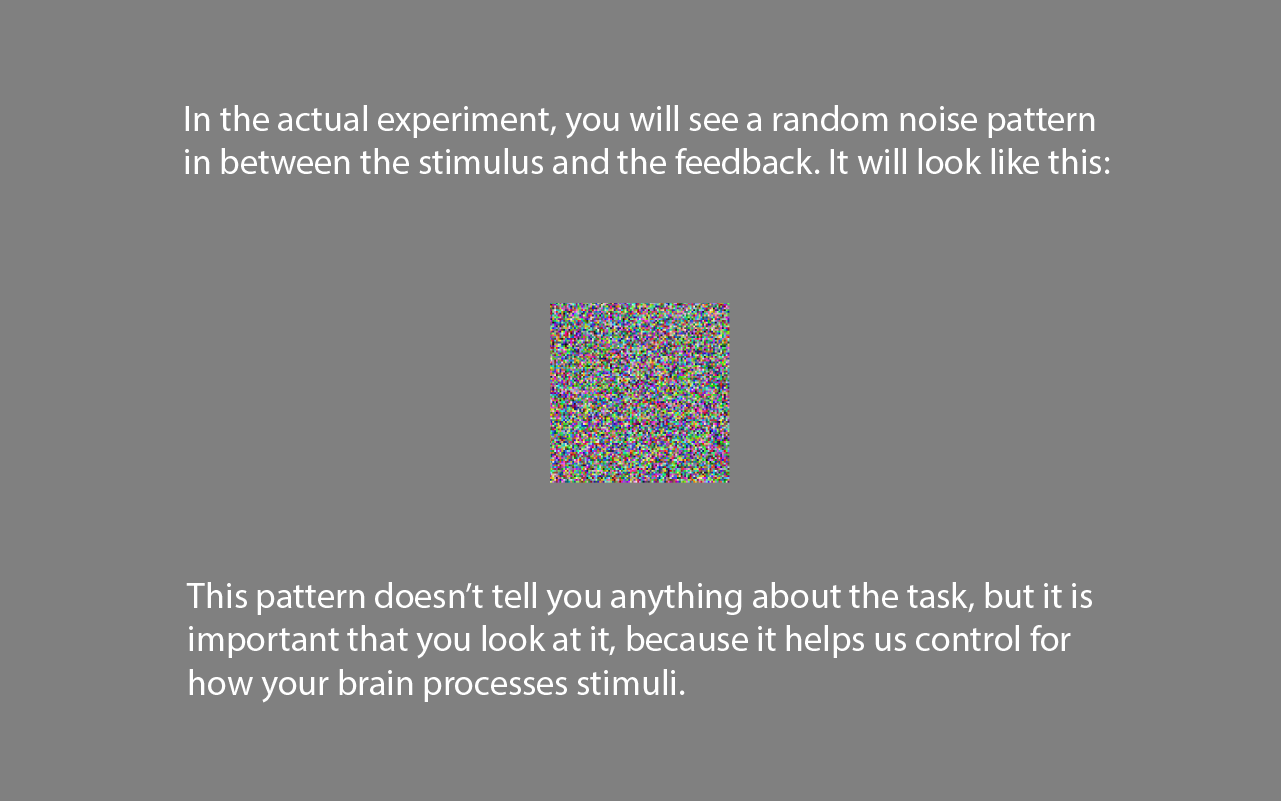 In the actual experiment, you will see a random noise pattern
in between the stimulus and the feedback. It will look like this:
This pattern doesn’t tell you anything about the task, but it is
important that you look at it, because it helps us control for
how your brain processes stimuli.